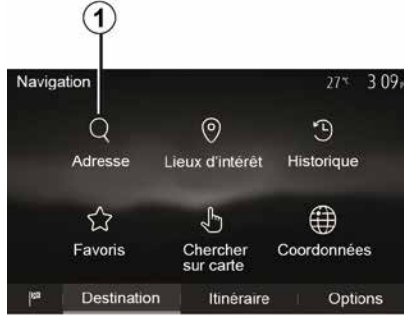 1
Navigation 27°C 3 09
Adresse Lieux d'intérêt Historique
Favoris Chercher sur carte Coordonnées
Destination Itinéraire Options